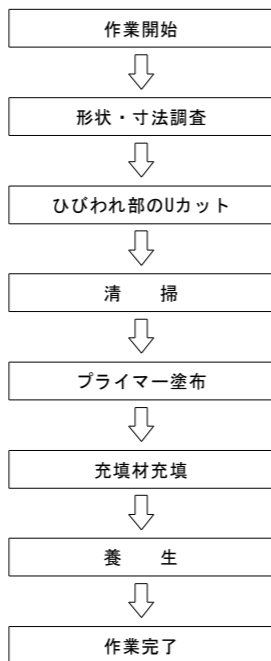 作業開始
形状・寸法調査
ひびわれ部のUカット
清　　掃
プライマー塗布
充填材充填
養　　生
作業完了